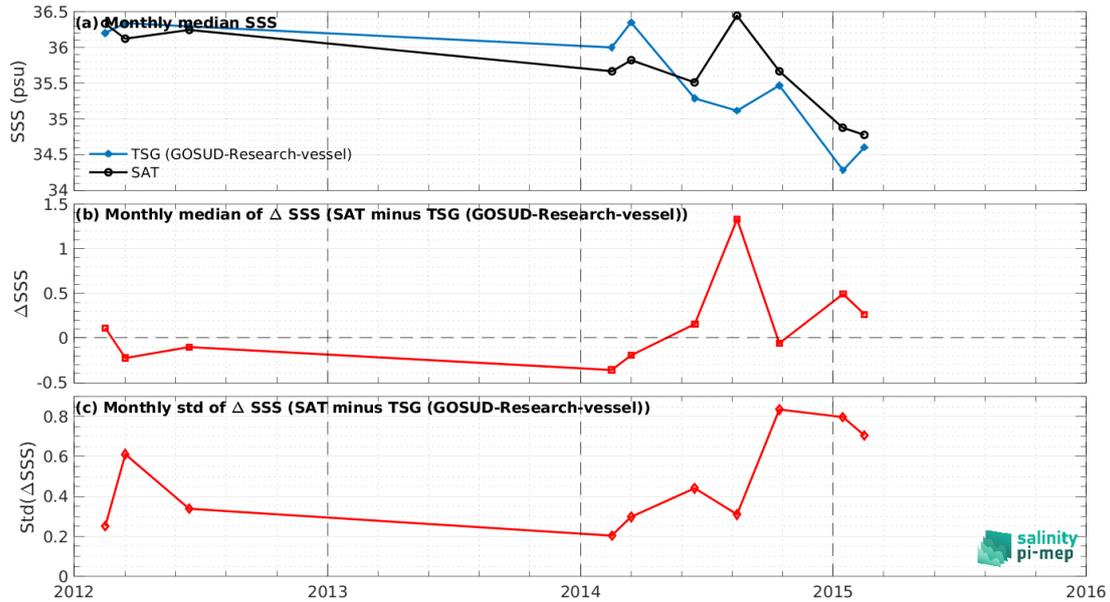 (a) Monthly median SSS
36.5
36
35.5
35
34.5
34
SSS (psu)
TSG (GOSUD-Research-vessel)
SAT
(b) Monthly median of Δ SSS (SAT minus TSG (GOSUD-Research-vessel))
1.5
1
0.5
0
-0.5
ΔSSS
(c) Monthly std of Δ SSS (SAT minus TSG (GOSUD-Research-vessel))
0.8
0.6
0.4
0.2
0
Std(ΔSSS)
salinity
pi-mep
2012
2013
2014
2015
2016